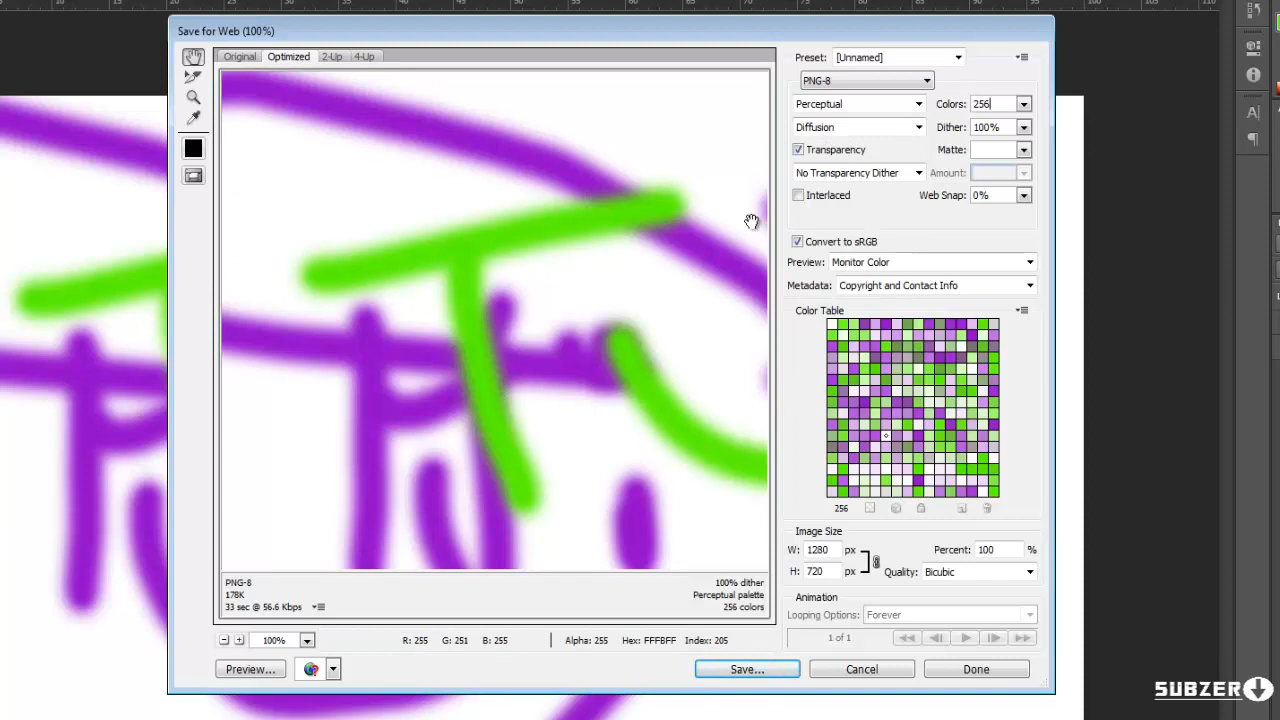 Save for Web (100%)
Original Optimized 2-Up 4-Up
Preset: [Unnamed]
PNG-8
Perceptual Colors: 256
Diffusion Dither: 100%
Transparency Matte:
No Transparency Dither Amount:
Interlaced Web Snap: 0%
Convert to sRGB
Preview: Monitor Color
Metadata: Copyright and Contact Info
Color Table
256
Image Size
W: 1280 px Percent: 100 %
H: 720 px Quality: Bicubic
Animation
Looping Options: Forever
1 of 1
PNG-8 100% dither
178K Perceptual palette
33 sec @ 56.6 Kbps 256 colors
100% R: 255 G: 251 B: 255 Alpha: 255 Hex: FFFBFF Index: 205
Preview... Save... Cancel Done
SUBZER